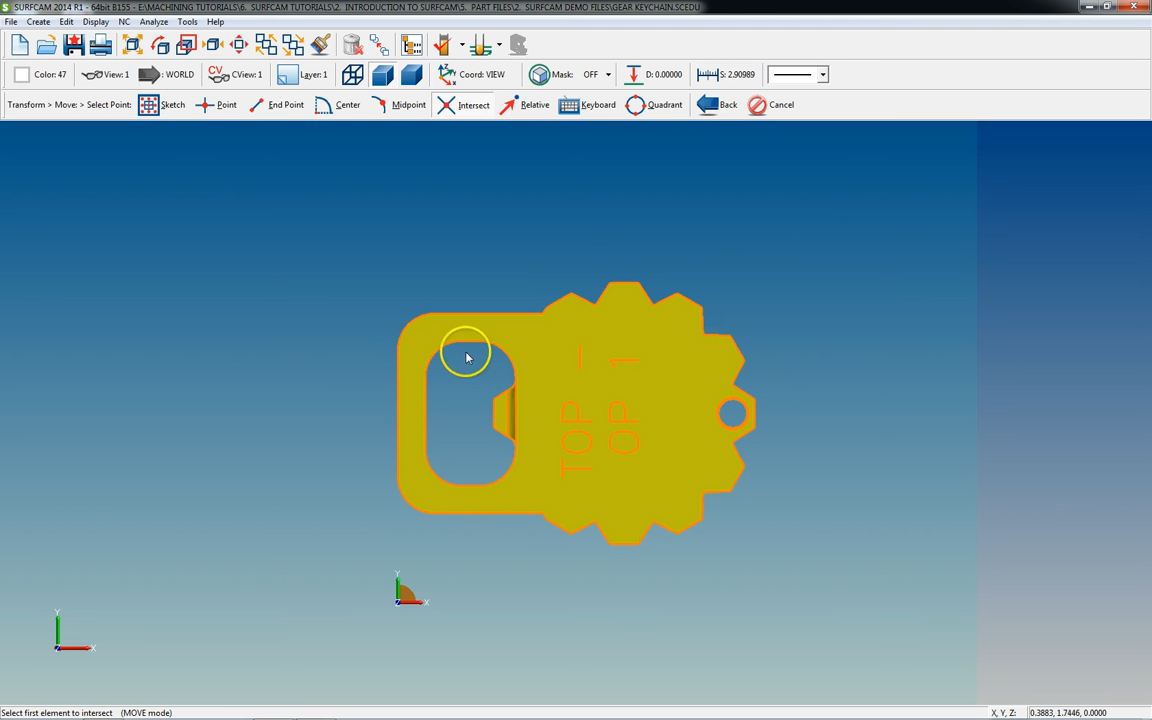 SURFCAM 2014 R1 - 64bit B155 - E:\MACHINING TUTORIALS\6. SURFCAM TUTORIALS\2. INTRODUCTION TO SURFCAM\5. PART FILES\2. SURFCAM DEMO FILES\GEAR KEYCHAIN.SCEDU
File Create Edit Display NC Analyze Tools Help
Color: 47 View: 1 : WORLD CV CView: 1 Layer: 1 Coord: VIEW Mask: OFF D: 0.00000 S: 2.90989
Transform > Move: > Select Point: Sketch Point End Point Center Midpoint Intersect Relative Keyboard Quadrant Back Cancel
TOP -
OP 1
Y
X
Y
X
Select first element to intersect (MOVE mode) X, Y, Z: 0.3883, 1.7446, 0.0000